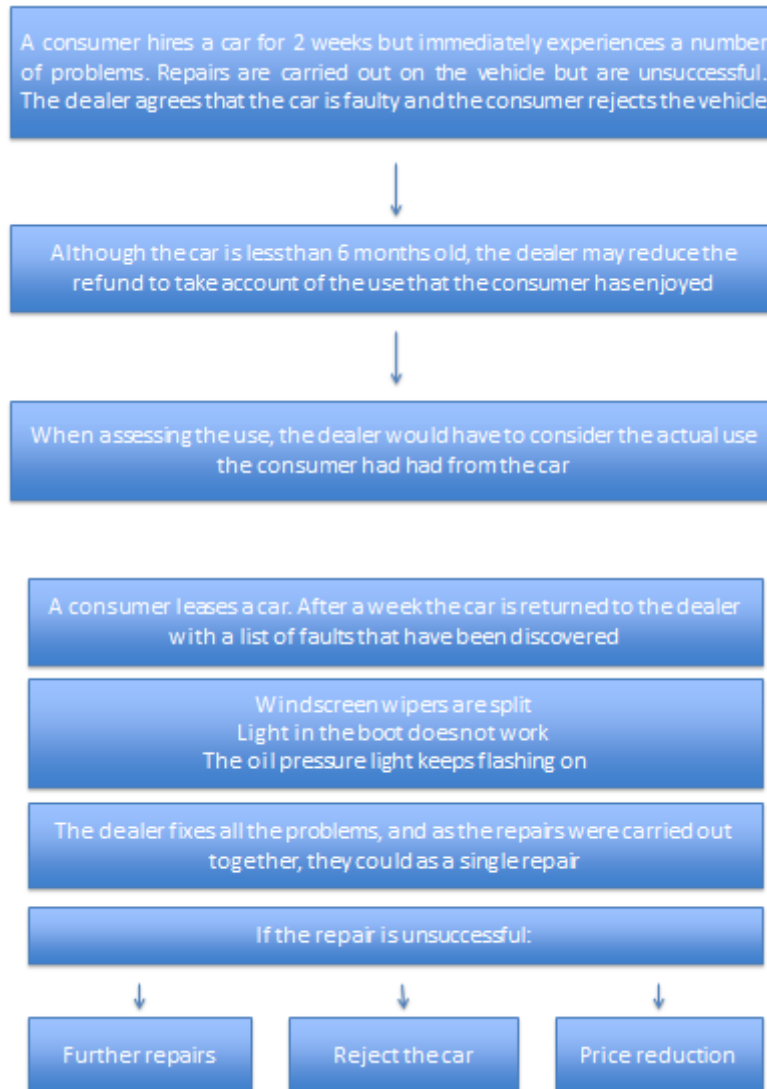 A consumer hires a car for 2 weeks but immediately experiences a number
of problems. Repairs are carried out on the vehicle but are unsuccessful.
The dealer agrees that the car is faulty and the consumer rejects the vehicle
Although the car is less than 6 months old, the dealer may reduce the
refund to take account of the use that the consumer has enjoyed
When assessing the use, the dealer would have to consider the actual use
the consumer had had from the car
A consumer leases a car. After a week the car is returned to the dealer
with a list of faults that have been discovered
Windscreen wipers are split
Light in the boot does not work
The oil pressure light keeps flashing on
The dealer fixes all the problems, and as the repairs were carried out
together, they could as a single repair
If the repair is unsuccessful:
Further repairs
Reject the car
Price reduction